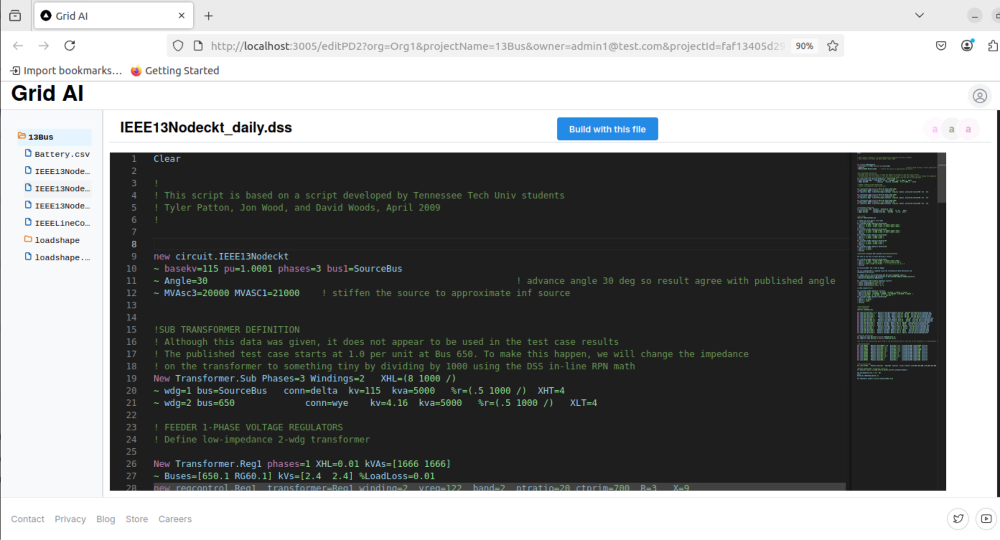 Grid AI
http://localhost:3005/editPD2?org=Org1&projectName=13Bus&owner=admin1@test.com&projectId=faf13405d29
90%
Import bookmarks...
Getting Started
Grid AI
13Bus
Battery.csv
IEEE13Node…
IEEE13Node…
IEEE13Node…
IEEELineCo…
loadshape
loadshape.…
IEEE13Nodeckt_daily.dss
Build with this file
a a a
1 Clear
2
3 !
4 ! This script is based on a script developed by Tennessee Tech Univ students
5 ! Tyler Patton, Jon Wood, and David Woods, April 2009
6 !
7
8
9 new circuit.IEEE13Nodeckt
10 ~ basekv=115 pu=1.0001 phases=3 bus1=SourceBus
11 ~ Angle=30 ! advance angle 30 deg so result agree with published angle
12 ~ MVAsc3=20000 MVASC1=21000 ! stiffen the source to approximate inf source
13
14
15 !SUB TRANSFORMER DEFINITION
16 ! Although this data was given, it does not appear to be used in the test case results
17 ! The published test case starts at 1.0 per unit at Bus 650. To make this happen, we will change the impedance
18 ! on the transformer to something tiny by dividing by 1000 using the DSS in-line RPN math
19 New Transformer.Sub Phases=3 Windings=2 XHL=(8 1000 /)
20 ~ wdg=1 bus=SourceBus conn=delta kv=115 kva=5000 %r=(.5 1000 /) XHT=4
21 ~ wdg=2 bus=650 conn=wye kv=4.16 kva=5000 %r=(.5 1000 /) XLT=4
22
23 ! FEEDER 1-PHASE VOLTAGE REGULATORS
24 ! Define low-impedance 2-wdg transformer
25
26 New Transformer.Reg1 phases=1 XHL=0.01 kVAs=[1666 1666]
27 ~ Buses=[650.1 RG60.1] kVs=[2.4 2.4] %LoadLoss=0.01
28 new regcontrol.Reg1 transformer=Reg1 winding=2 vreg=122 band=2 ptratio=20 ctprim=700 R=3 X=9
Contact Privacy Blog Store Careers